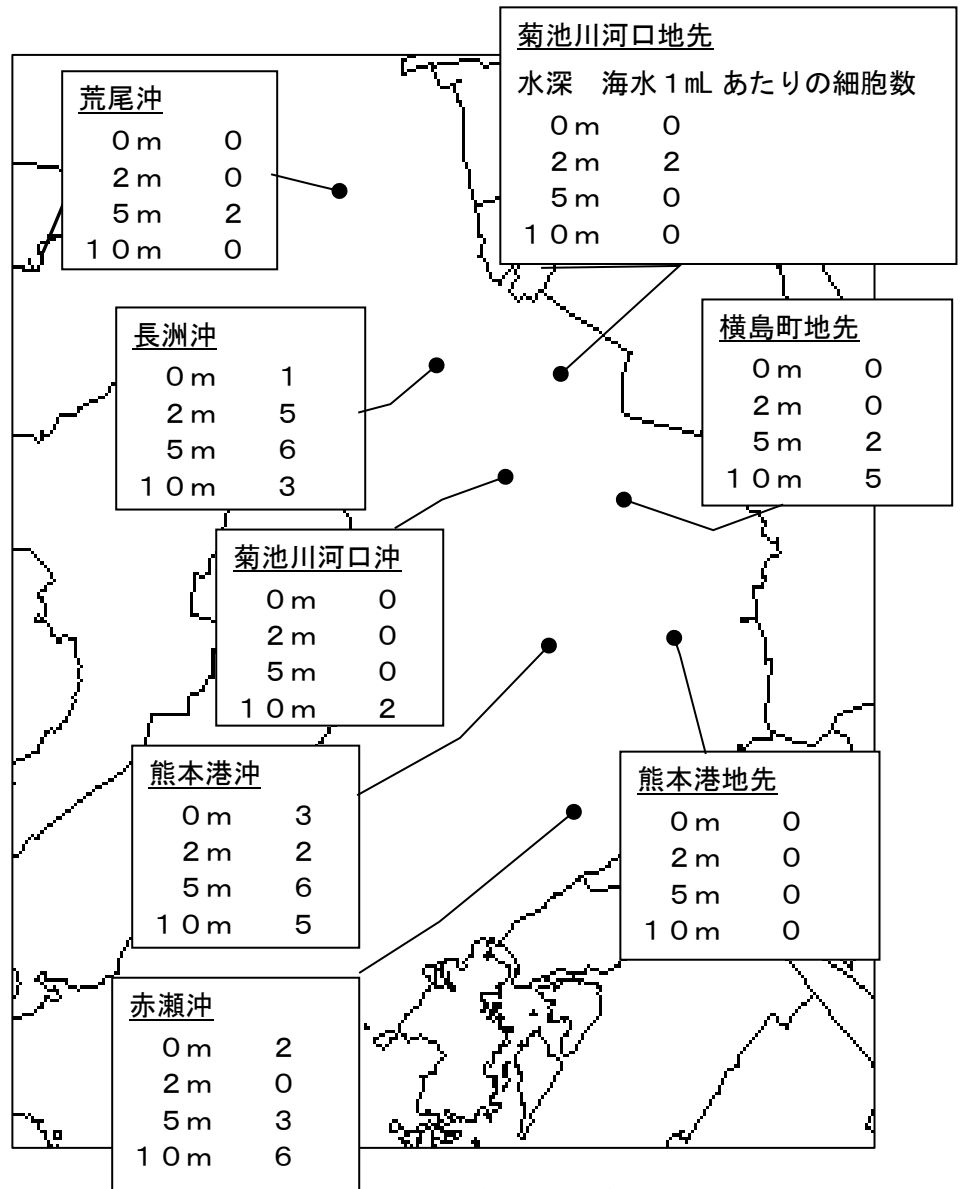 菊池川河口地先
水深　海水１mL あたりの細胞数
０ｍ　０
２ｍ　２
５ｍ　０
１０ｍ　０
荒尾沖
０ｍ　０
２ｍ　０
５ｍ　２
１０ｍ　０
長洲沖
０ｍ　１
２ｍ　５
５ｍ　６
１０ｍ　３
横島町地先
０ｍ　０
２ｍ　０
５ｍ　２
１０ｍ　５
菊池川河口沖
０ｍ　０
２ｍ　０
５ｍ　０
１０ｍ　２
熊本港沖
０ｍ　３
２ｍ　２
５ｍ　６
１０ｍ　５
熊本港地先
０ｍ　０
２ｍ　０
５ｍ　０
１０ｍ　０
赤瀬沖
０ｍ　２
２ｍ　０
５ｍ　３
１０ｍ　６